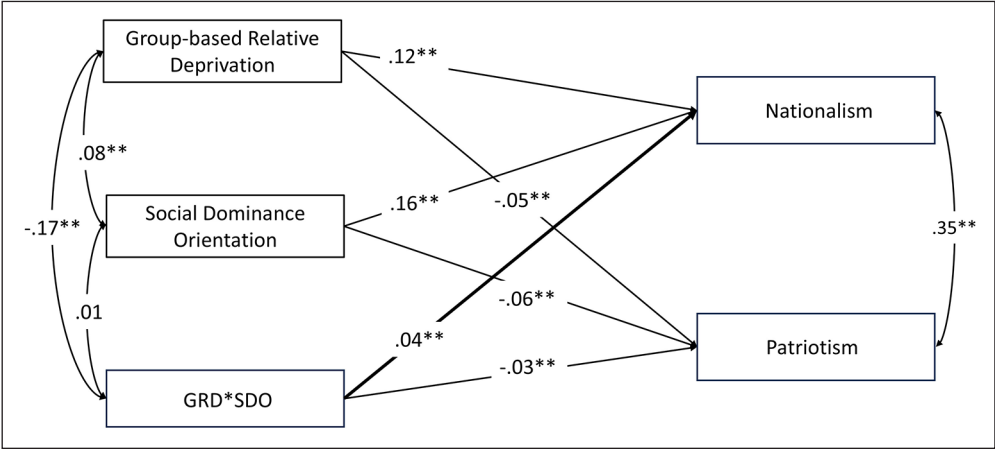 Group-based Relative
Deprivation
.12**
Nationalism
.08**
Social Dominance
Orientation
.16**
-.05**
-.17**
.35**
.01
-.06**
.04**
Patriotism
-.03**
GRD*SDO